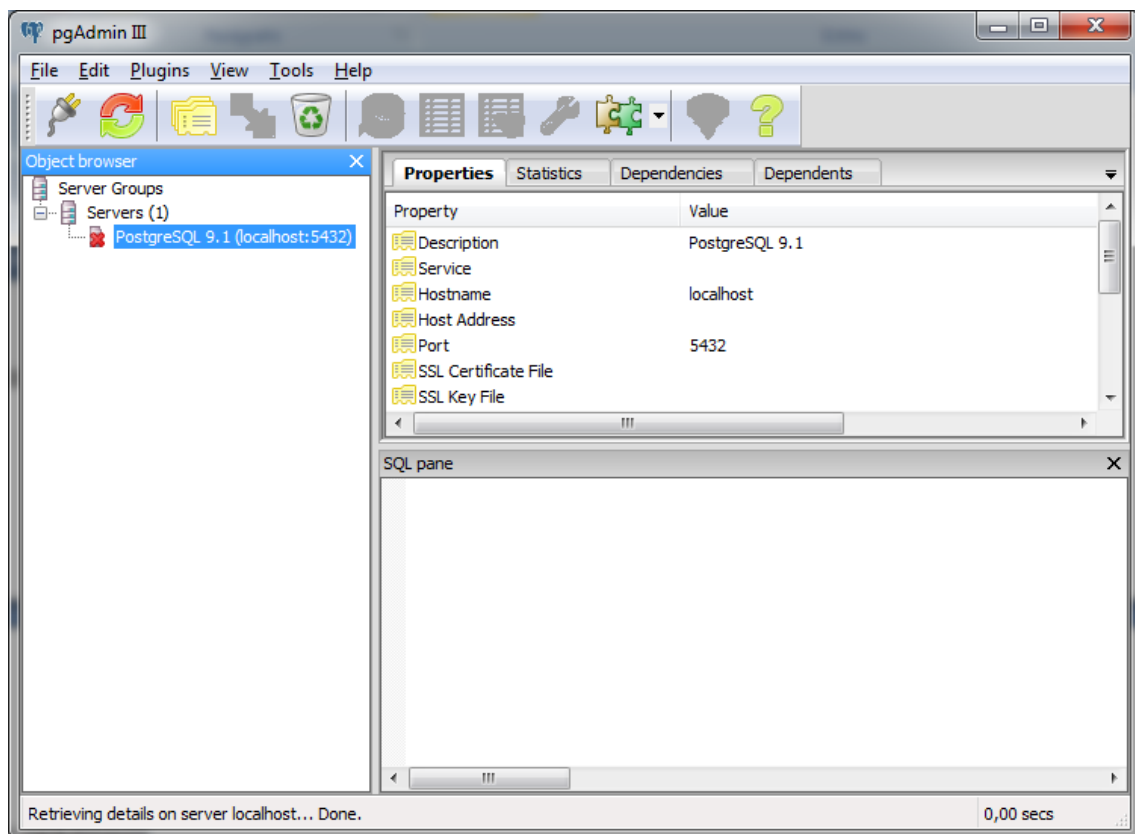 pgAdmin III
File Edit Plugins View Tools Help
Object browser
Server Groups
Servers (1)
PostgreSQL 9.1 (localhost:5432)
Properties Statistics Dependencies Dependents
Property Value
Description PostgreSQL 9.1
Service
Hostname localhost
Host Address
Port 5432
SSL Certificate File
SSL Key File
SQL pane
Retrieving details on server localhost... Done. 0,00 secs